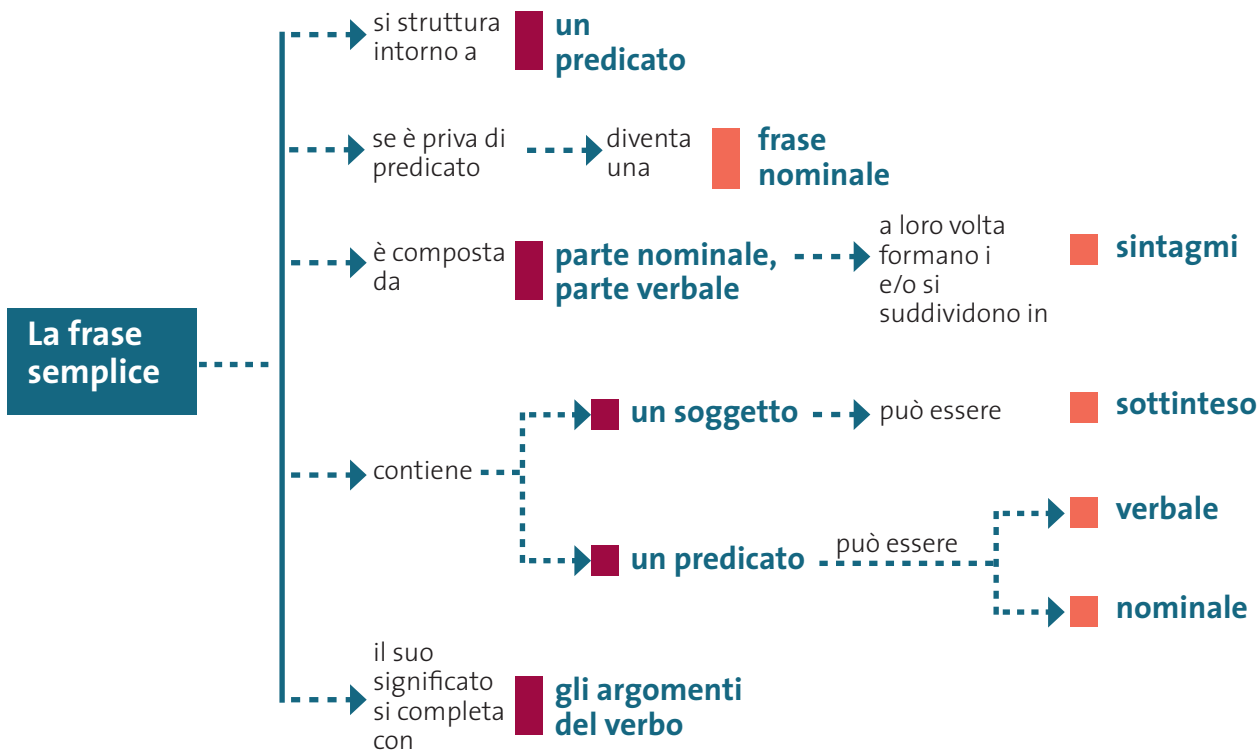 La frase
semplice
si struttura
intorno a
un
predicato
se è priva di
predicato
diventa
una
frase
nominale
è composta
da
parte nominale,
parte verbale
a loro volta
formano i
e/o si
suddividono in
sintagmi
contiene
un soggetto
può essere
sottinteso
un predicato
può essere
verbale
nominale
il suo
significato
si completa
con
gli argomenti
del verbo